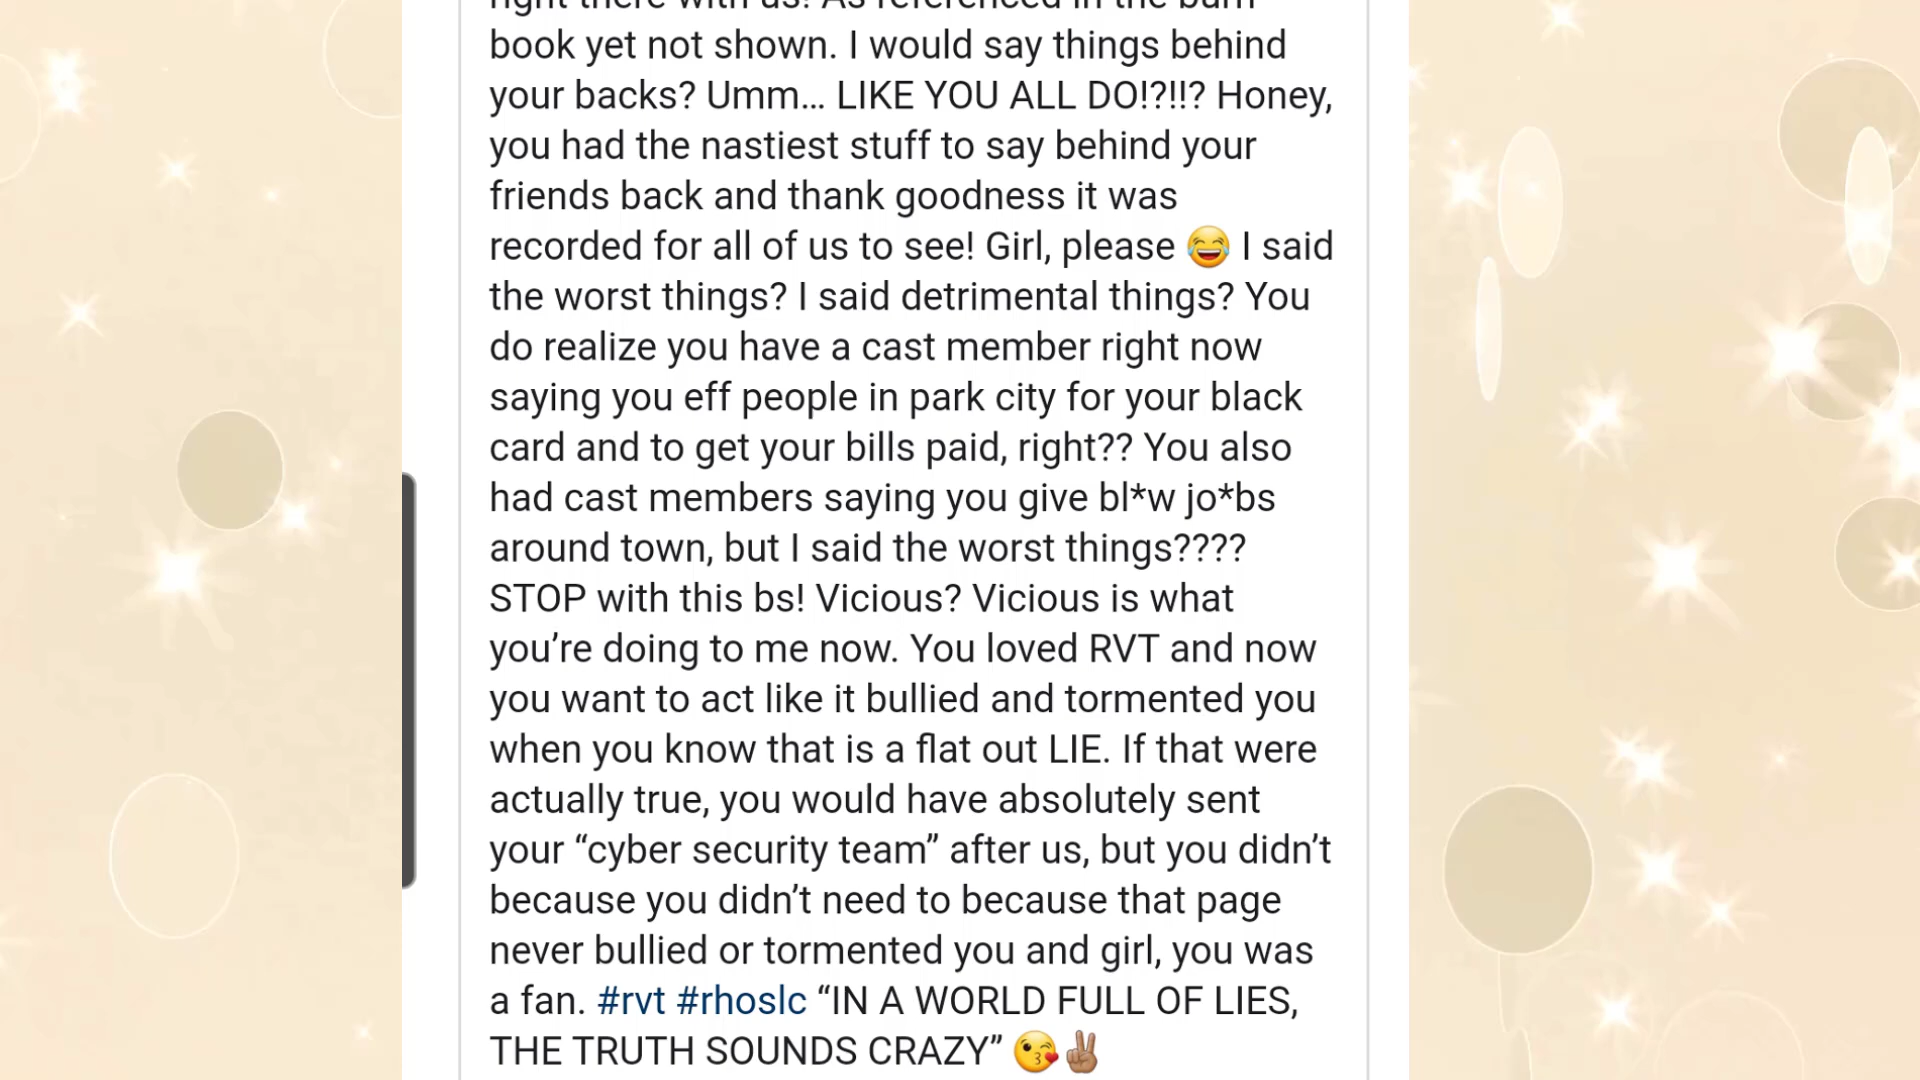 right there with us! As referenced in the burn
book yet not shown. I would say things behind
your backs? Umm… LIKE YOU ALL DO!?!!? Honey,
you had the nastiest stuff to say behind your
friends back and thank goodness it was
recorded for all of us to see! Girl, please 😂 I said
the worst things? I said detrimental things? You
do realize you have a cast member right now
saying you eff people in park city for your black
card and to get your bills paid, right?? You also
had cast members saying you give bl*w jo*bs
around town, but I said the worst things????
STOP with this bs! Vicious? Vicious is what
you’re doing to me now. You loved RVT and now
you want to act like it bullied and tormented you
when you know that is a flat out LIE. If that were
actually true, you would have absolutely sent
your “cyber security team” after us, but you didn’t
because you didn’t need to because that page
never bullied or tormented you and girl, you was
a fan. #rvt #rhoslc “IN A WORLD FULL OF LIES,
THE TRUTH SOUNDS CRAZY” 😘✌🏽